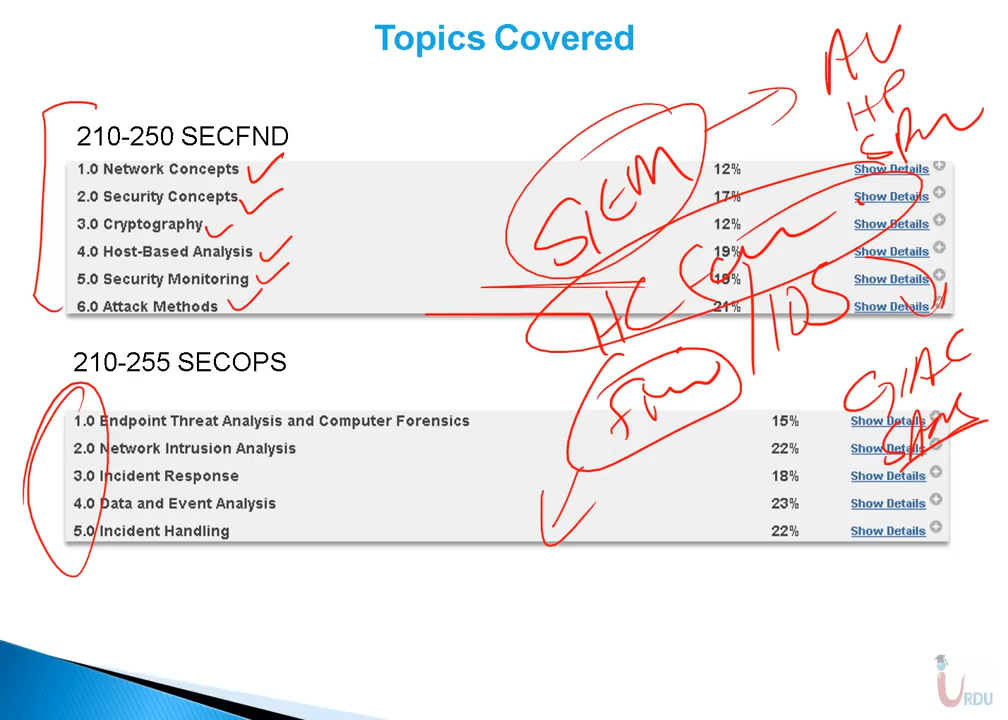 Topics Covered
AV
HP
210-250 SECFND
1.0 Network Concepts 12% Show Details
2.0 Security Concepts 17% Show Details
3.0 Cryptography 12% Show Details
4.0 Host-Based Analysis 19% Show Details
5.0 Security Monitoring 19% Show Details
6.0 Attack Methods 21% Show Details
SIEM
/IDS
210-255 SECOPS
GIAC
SANS
1.0 Endpoint Threat Analysis and Computer Forensics 15% Show Details
2.0 Network Intrusion Analysis 22% Show Details
3.0 Incident Response 18% Show Details
4.0 Data and Event Analysis 23% Show Details
5.0 Incident Handling 22% Show Details
URDU